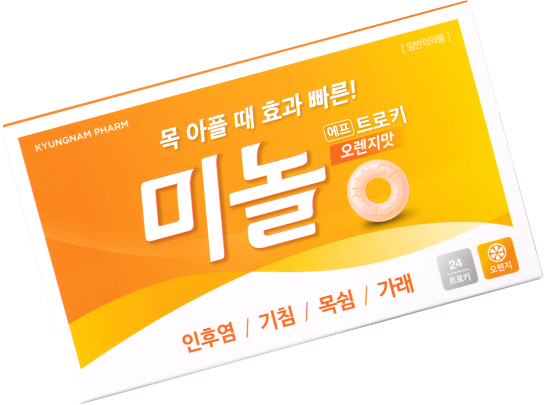 [ 일반의약품 ]
KYUNGNAM PHARM
목 아플 때 효과 빠른!
에프 트로키
오렌지맛
미놀
MINOL
24
트로키
오렌지
인후염 / 기침 / 목쉼 / 가래